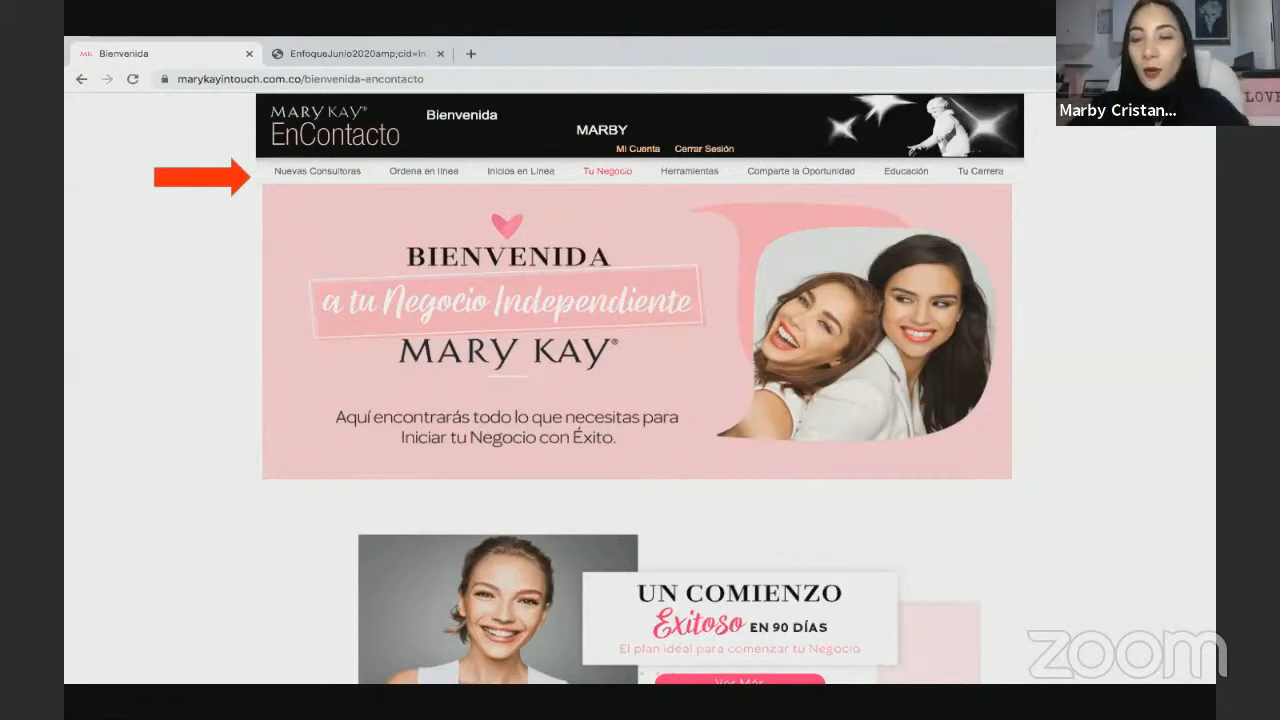 Bienvenida
EnfoqueJunio2020amp;cid=In
marykayintouch.com.co/bienvenida-encontacto
MARY KAY®
EnContacto
Bienvenida
MARBY
Mi Cuenta Cerrar Sesión
Marby Cristan...
LOVE
Nuevas Consultoras Ordena en línea Inicios en Línea Tu Negocio Herramientas Comparte la Oportunidad Educación Tu Carrera
BIENVENIDA
a tu Negocio Independiente
MARY KAY®
Aquí encontrarás todo lo que necesitas para
Iniciar tu Negocio con Éxito.
UN COMIENZO
Exitoso EN 90 DÍAS
El plan ideal para comenzar tu Negocio
Ver Más
zoom